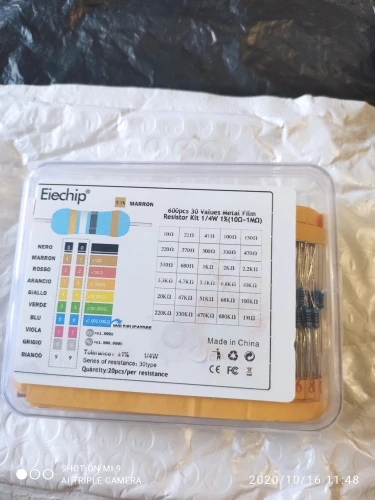 Eiechip®
1% MARRON
600pcs 30 Values Metal Film
Resistor Kit 1/4W 1%(10Ω~1MΩ)
10Ω 22Ω 47Ω 100Ω 150Ω
220Ω 270Ω 300Ω 330Ω 470Ω
510Ω 680Ω 1KΩ 2KΩ 2.2KΩ
3.3KΩ 4.7KΩ 5.1KΩ 6.8KΩ 10KΩ
20KΩ 47KΩ 51KΩ 68KΩ 100KΩ
220KΩ 330KΩ 470KΩ 680KΩ 1MΩ
NERO
MARRON
ROSSO
ARANCIO
GIALLO
VERDE
BLU
VIOLA
GRIGIO
BIANCO 9 9
Tolerance: ±1% 1/4W
Series of resistance: 30type
Quantity:20pcs/per resistance
Made in China
CE
SHOT ON MI 9
AI TRIPLE CAMERA
2020/10/16 11:48